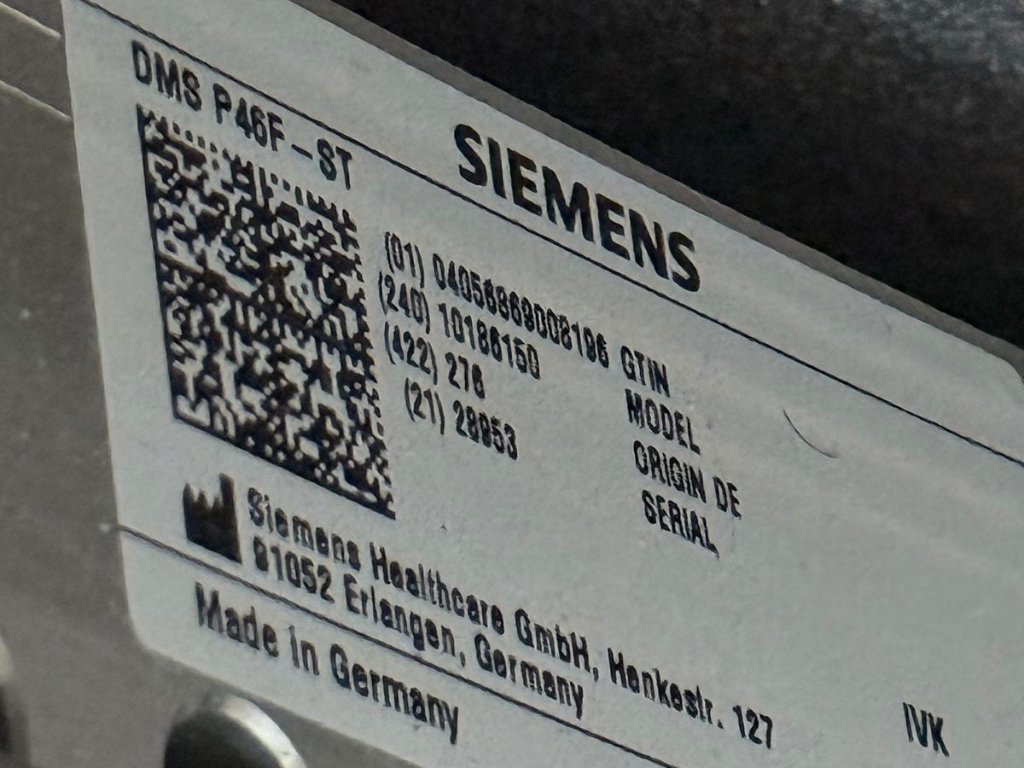 DMS P46F-ST
SIEMENS
(01) 04056869008196 GTIN
(240) 10186150 MODEL
(422) 276 ORIGIN DE
(21) 28953 SERIAL
Siemens Healthcare GmbH, Henkestr. 127
91052 Erlangen, Germany
Made in Germany
IVK